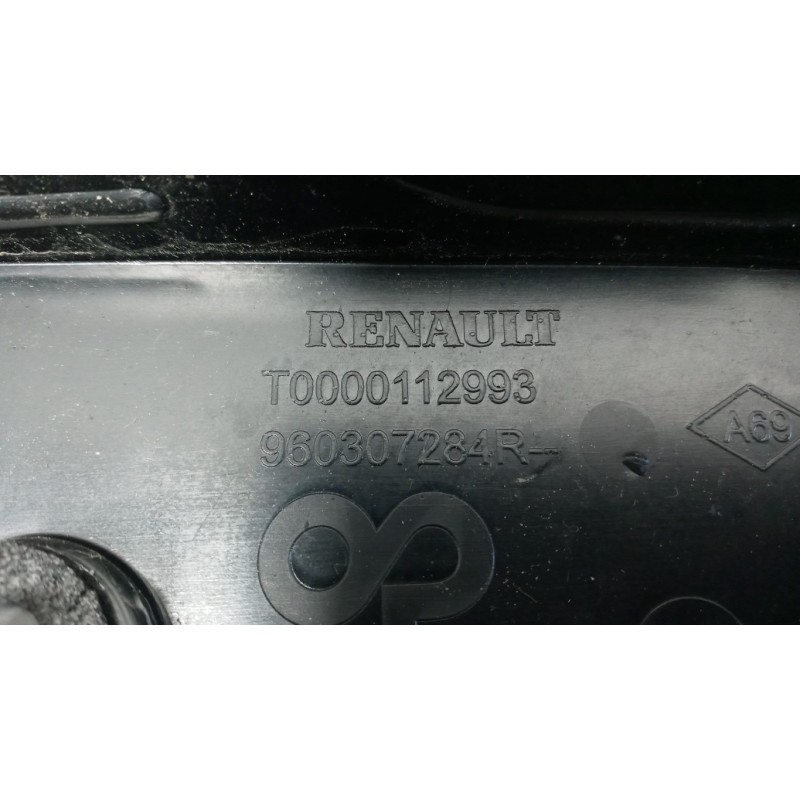 RENAULT
T0000112993
960307284R--
A69